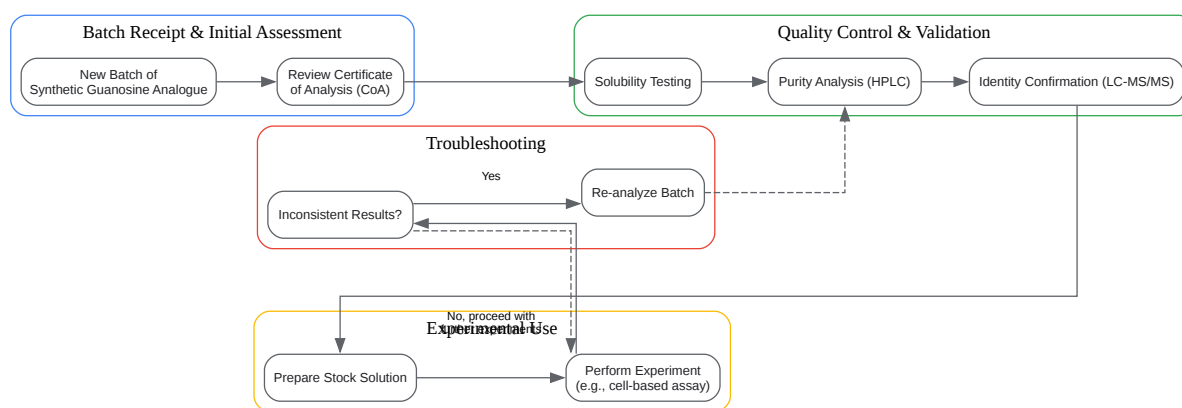 Batch Receipt & Initial Assessment
New Batch of
Synthetic Guanosine Analogue
Review Certificate
of Analysis (CoA)
Quality Control & Validation
Solubility Testing
Purity Analysis (HPLC)
Identity Confirmation (LC-MS/MS)
Troubleshooting
Yes
Inconsistent Results?
Re-analyze Batch
No, proceed with
Experimental Use
Prepare Stock Solution
Perform Experiment
(e.g., cell-based assay)